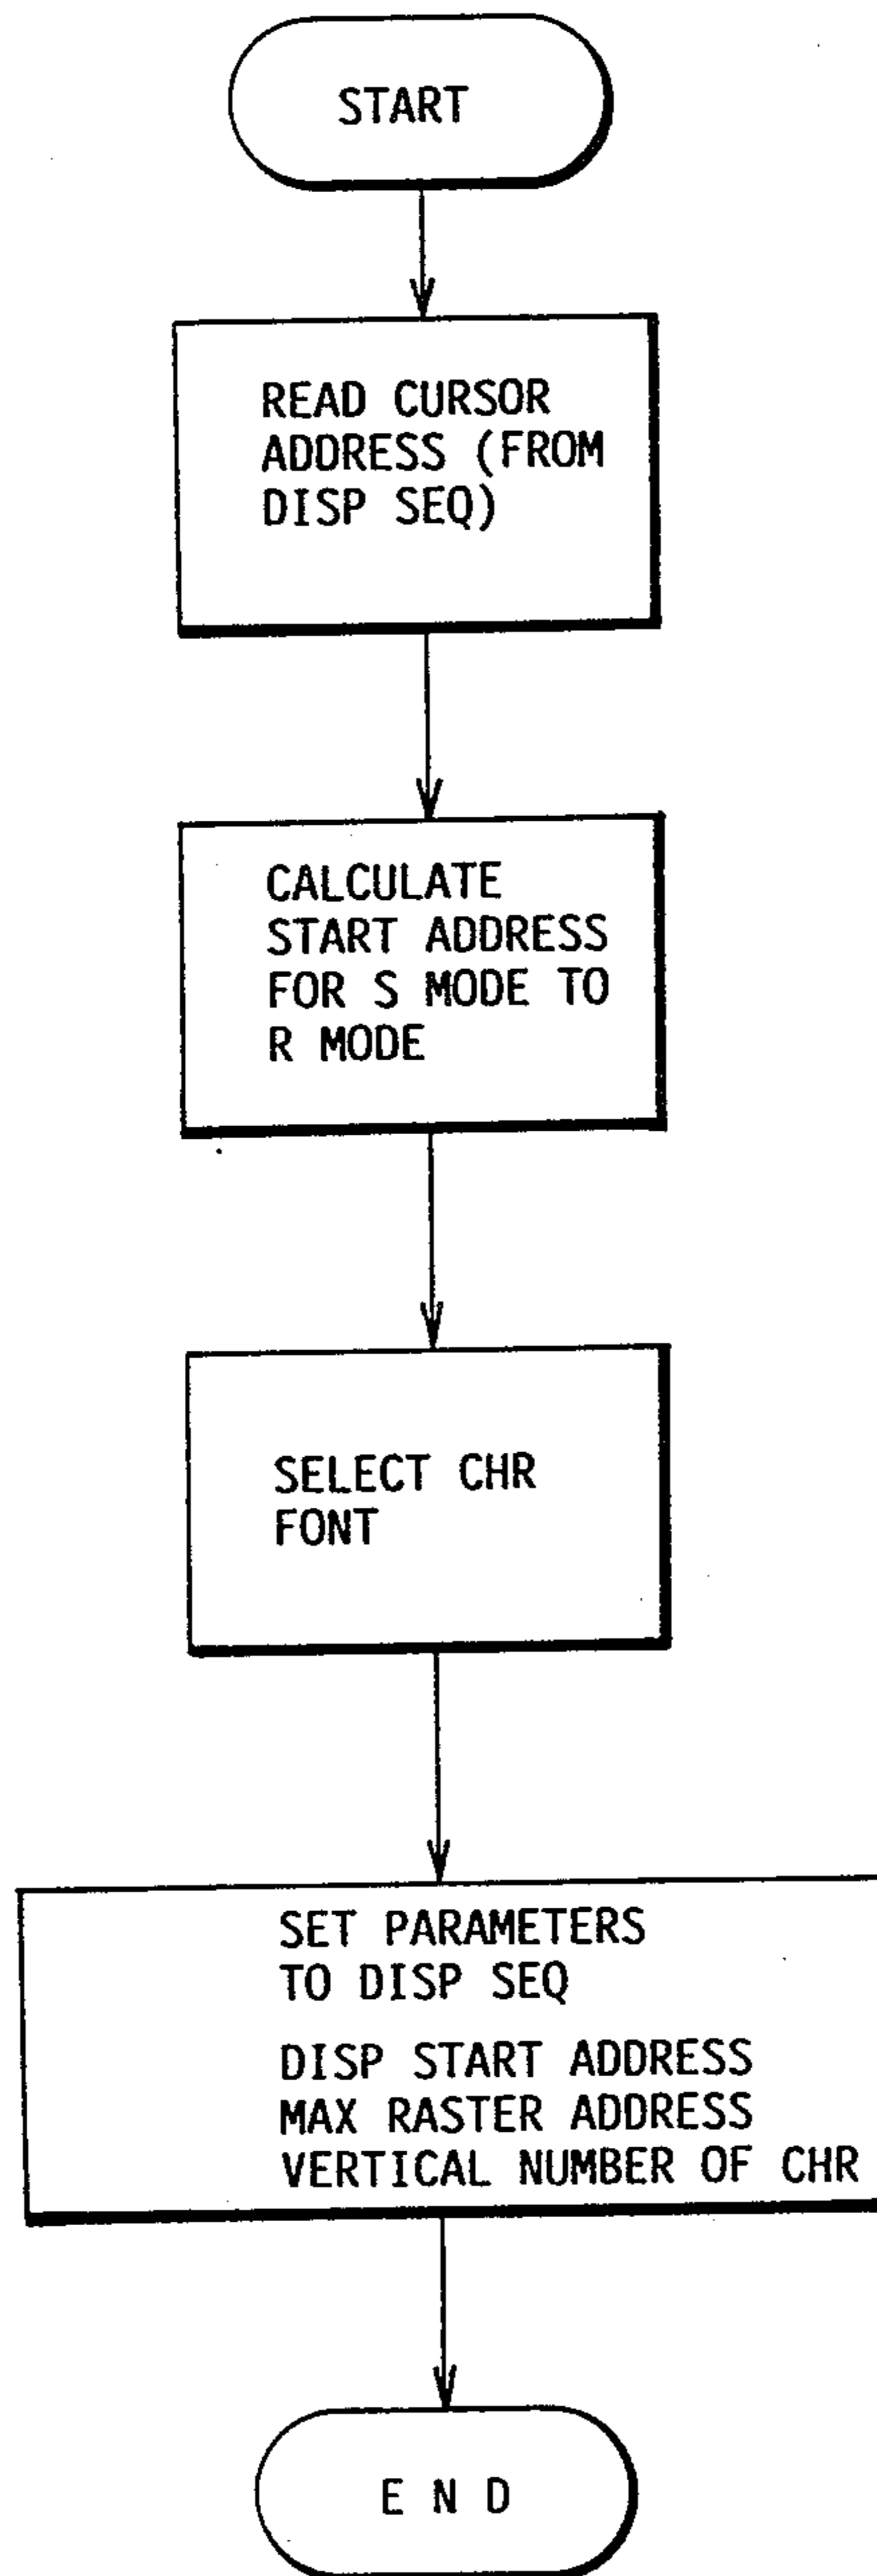 START
READ CURSOR
ADDRESS (FROM
DISP SEQ)
CALCULATE
START ADDRESS
FOR S MODE TO
R MODE
SELECT CHR
FONT
SET PARAMETERS
TO DISP SEQ
DISP START ADDRESS
MAX RASTER ADDRESS
VERTICAL NUMBER OF CHR
E N D